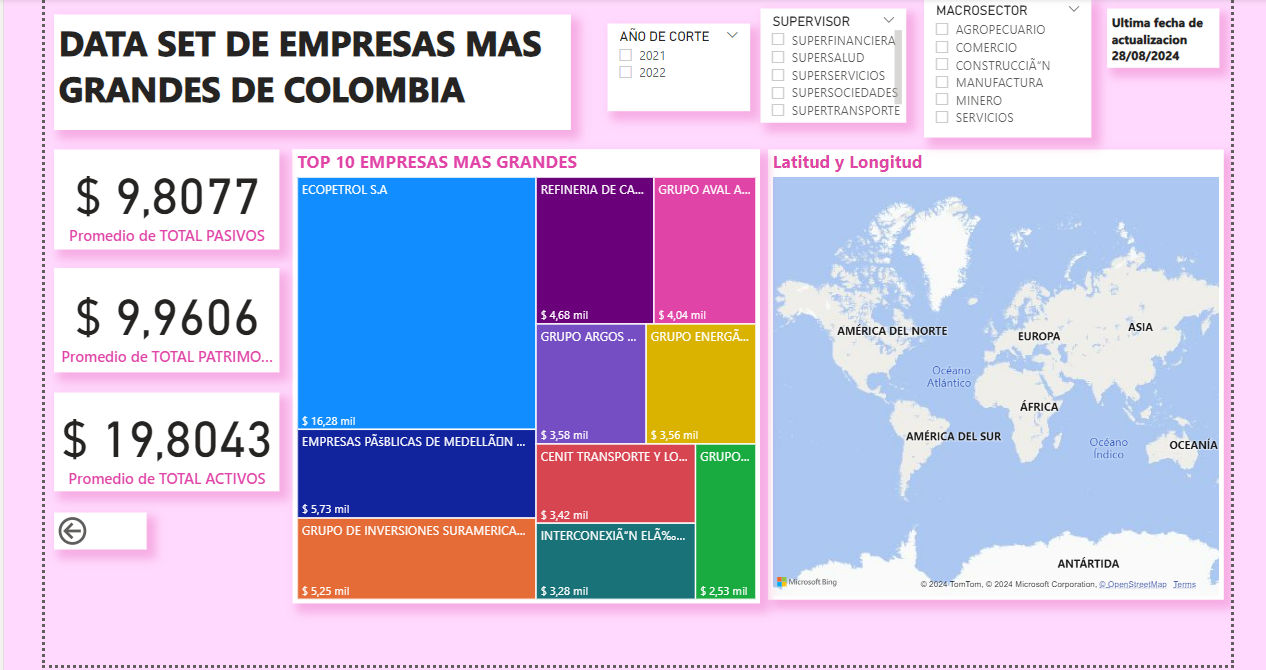 DATA SET DE EMPRESAS MAS
GRANDES DE COLOMBIA
AÑO DE CORTE
2021
2022
SUPERVISOR
SUPERFINANCIERA
SUPERSALUD
SUPERSERVICIOS
SUPERSOCIEDADES
SUPERTRANSPORTE
MACROSECTOR
AGROPECUARIO
COMERCIO
CONSTRUCCIÃ“N
MANUFACTURA
MINERO
SERVICIOS
Ultima fecha de
actualizacion
28/08/2024
$ 9,8077
Promedio de TOTAL PASIVOS
$ 9,9606
Promedio de TOTAL PATRIMO...
$ 19,8043
Promedio de TOTAL ACTIVOS
TOP 10 EMPRESAS MAS GRANDES
ECOPETROL S.A
$ 16,28 mil
EMPRESAS PÃšBLICAS DE MEDELLÃ▯N ...
$ 5,73 mil
GRUPO DE INVERSIONES SURAMERICA...
$ 5,25 mil
REFINERIA DE CA...
$ 4,68 mil
GRUPO AVAL A...
$ 4,04 mil
GRUPO ARGOS ...
$ 3,58 mil
GRUPO ENERGÃ...
$ 3,56 mil
CENIT TRANSPORTE Y LO...
$ 3,42 mil
INTERCONEXIÃ“N ELÃ‰...
$ 3,28 mil
GRUPO...
$ 2,53 mil
Latitud y Longitud
AMÉRICA DEL NORTE
EUROPA
ASIA
Océano
Atlántico
ÁFRICA
AMÉRICA DEL SUR
Océano
Índico
OCEANÍA
ANTÁRTIDA
Microsoft Bing
© 2024 TomTom, © 2024 Microsoft Corporation, © OpenStreetMap Terms